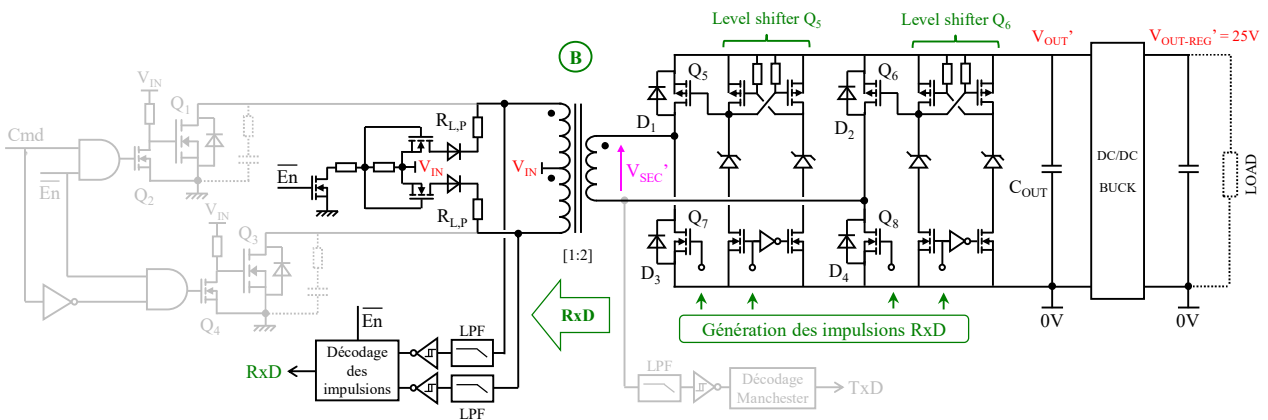 Level shifter Q5
Level shifter Q6
B
VOUT'
VOUT-REG' = 25V
VIN
Q1
Q5
Q6
Cmd
RL,P
D1
D2
En
VIN
VIN
VSEC'
DC/DC
BUCK
COUT
LOAD
En
Q2
VIN
Q3
RL,P
Q7
Q8
[1:2]
D3
D4
Q4
En
RxD
0V
0V
Génération des impulsions RxD
LPF
Décodage
des
impulsions
RxD
LPF
LPF
Décodage
Manchester
TxD